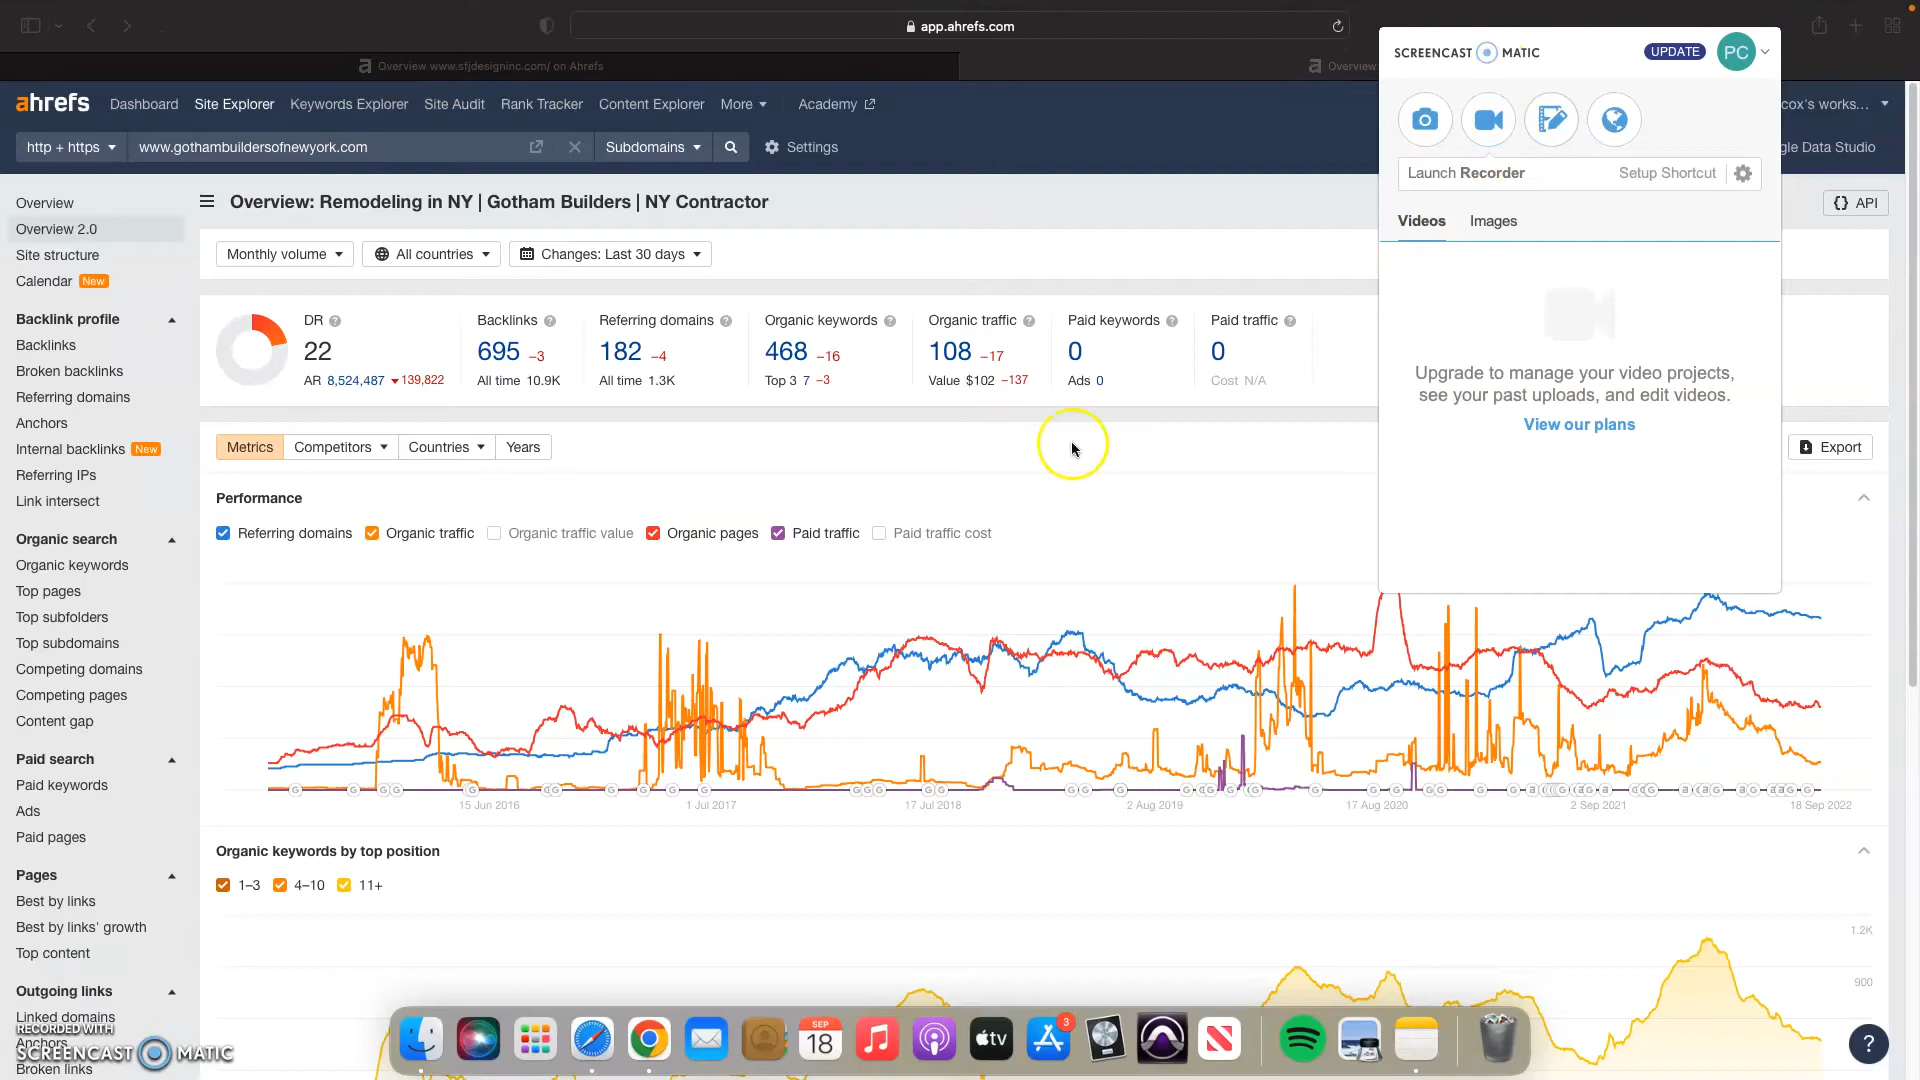 app.ahrefs.com
Overview www.sfjdesigninc.com/ on Ahrefs
Overview
ahrefs Dashboard Site Explorer Keywords Explorer Site Audit Rank Tracker Content Explorer More Academy
cox's works...
http + https www.gothambuildersofnewyork.com Subdomains Settings
gle Data Studio
SCREENCAST MATIC UPDATE PC
Launch Recorder Setup Shortcut
Videos Images
Upgrade to manage your video projects,
see your past uploads, and edit videos.
View our plans
Overview
Overview 2.0
Site structure
Calendar New
Backlink profile
Backlinks
Broken backlinks
Referring domains
Anchors
Internal backlinks New
Referring IPs
Link intersect
Organic search
Organic keywords
Top pages
Top subfolders
Top subdomains
Competing domains
Competing pages
Content gap
Paid search
Paid keywords
Ads
Paid pages
Pages
Best by links
Best by links' growth
Top content
Outgoing links
Linked domains
Anchors
Broken links
RECORDED WITH
SCREENCAST MATIC
Overview: Remodeling in NY | Gotham Builders | NY Contractor
{} API
Monthly volume All countries Changes: Last 30 days
DR Backlinks Referring domains Organic keywords Organic traffic Paid keywords Paid traffic
22 695 −3 182 −4 468 −16 108 −17 0 0
AR 8,524,487 139,822 All time 10.9K All time 1.3K Top 3 7 −3 Value $102 −137 Ads 0 Cost N/A
Metrics Competitors Countries Years
Export
Performance
Referring domains Organic traffic Organic traffic value Organic pages Paid traffic Paid traffic cost
15 Jun 2016 1 Jul 2017 17 Jul 2018 2 Aug 2019 17 Aug 2020 2 Sep 2021 18 Sep 2022
Organic keywords by top position
1–3 4–10 11+
1.2K
900
SEP
18
tv
3
?